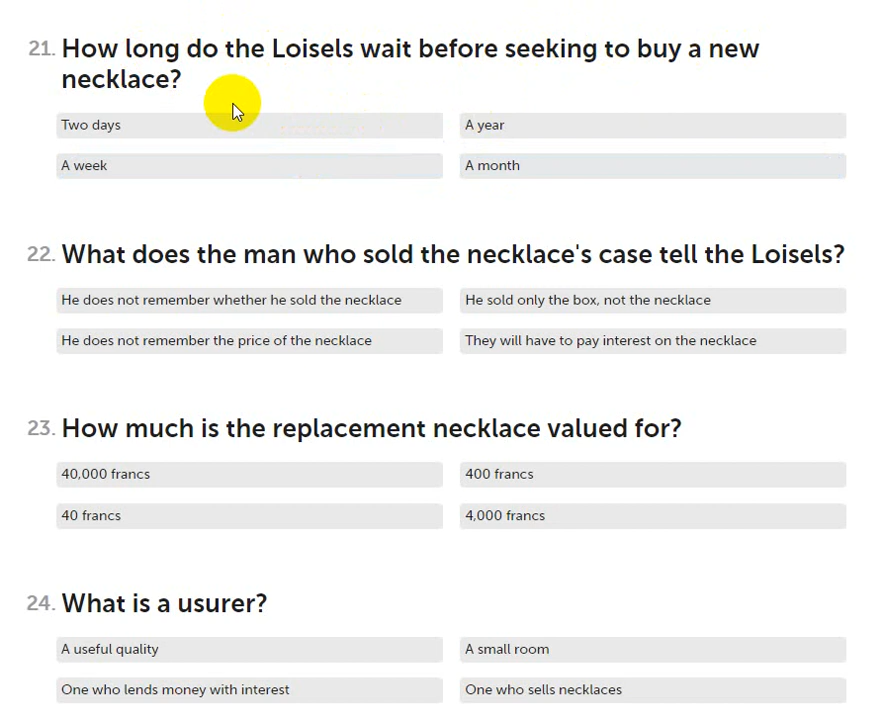 21. How long do the Loisels wait before seeking to buy a new
necklace?
Two days
A year
A week
A month
22. What does the man who sold the necklace's case tell the Loisels?
He does not remember whether he sold the necklace
He sold only the box, not the necklace
He does not remember the price of the necklace
They will have to pay interest on the necklace
23. How much is the replacement necklace valued for?
40,000 francs
400 francs
40 francs
4,000 francs
24. What is a usurer?
A useful quality
A small room
One who lends money with interest
One who sells necklaces